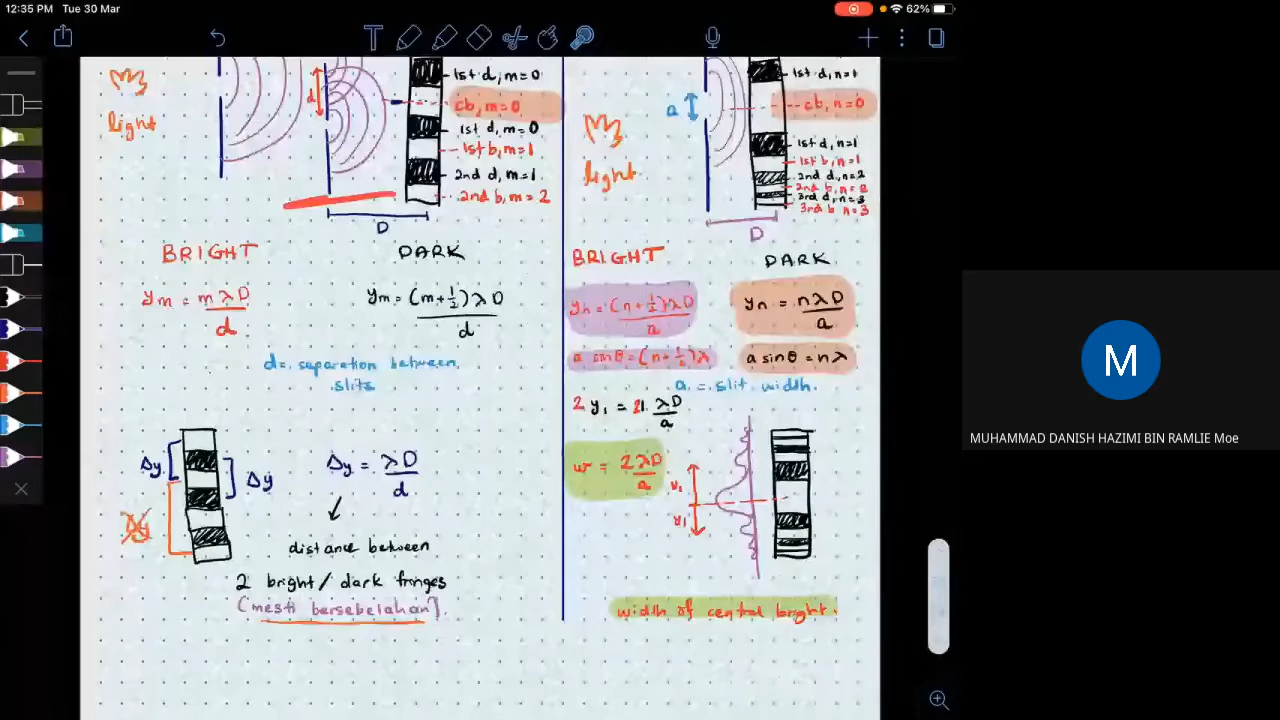 12:35 PM Tue 30 Mar
62%
light
d
1st d, m=0
cb, m=0
1st d, m=0
1st b, m=1
2nd d, m=1
2nd b, m=2
D
BRIGHT
DARK
ym = mλD/d
ym = (m+1/2)λD/d
d = separation between
slits
Δy
Δy
Δy
Δy = λD/d
distance between
2 bright / dark fringes
(mesti bersebelahan).
light
a
1st d, n=1
cb, n=0
1st d, n=1
1st b, n=1
2nd d, n=2
2nd b, n=2
3rd d, n=3
3rd b n=3
D
BRIGHT
DARK
yn = (n+1/2)λD/a
yn = nλD/a
a sinθ = (n+1/2)λ
a sinθ = nλ
a = slit width.
2 y₁ = 2 1 λD/a
w = 2λD/a
y₁
y₁
width of central bright.
M
MUHAMMAD DANISH HAZIMI BIN RAMLIE Moe